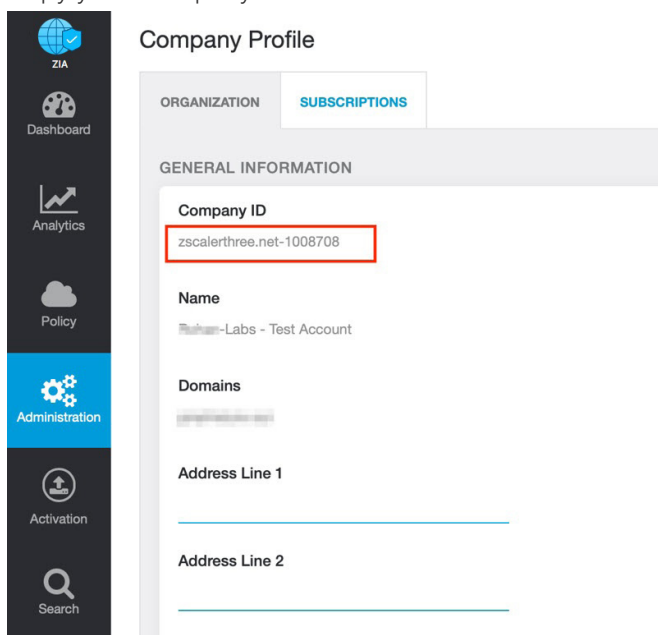 ZIA
Dashboard
Analytics
Policy
Administration
Activation
Search
Company Profile
ORGANIZATION
SUBSCRIPTIONS
GENERAL INFORMATION
Company ID
zscalerthree.net-1008708
Name
-Labs - Test Account
Domains
Address Line 1
Address Line 2